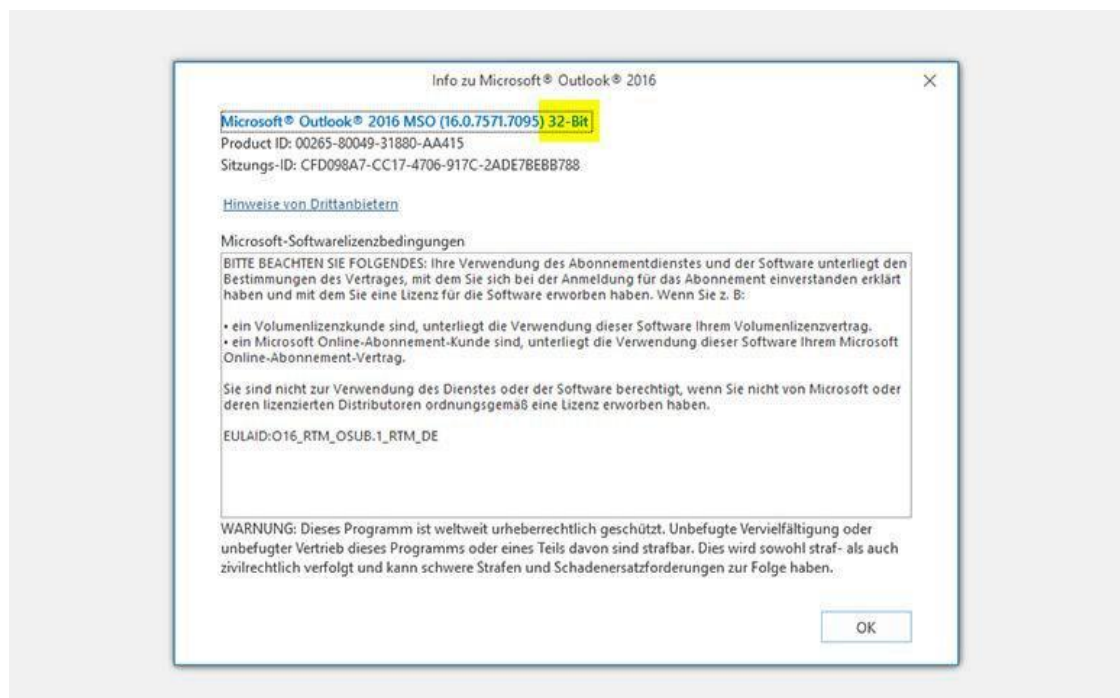 Info zu Microsoft® Outlook® 2016
Microsoft® Outlook® 2016 MSO (16.0.7571.7095) 32-Bit
Product ID: 00265-80049-31880-AA415
Sitzungs-ID: CFD098A7-CC17-4706-917C-2ADE7BEBB788
Hinweise von Drittanbietern
Microsoft-Softwarelizenzbedingungen
BITTE BEACHTEN SIE FOLGENDES: Ihre Verwendung des Abonnementdienstes und der Software unterliegt den
Bestimmungen des Vertrages, mit dem Sie sich bei der Anmeldung für das Abonnement einverstanden erklärt
haben und mit dem Sie eine Lizenz für die Software erworben haben. Wenn Sie z. B:
• ein Volumenlizenzkunde sind, unterliegt die Verwendung dieser Software Ihrem Volumenlizenzvertrag.
• ein Microsoft Online-Abonnement-Kunde sind, unterliegt die Verwendung dieser Software Ihrem Microsoft
Online-Abonnement-Vertrag.
Sie sind nicht zur Verwendung des Dienstes oder der Software berechtigt, wenn Sie nicht von Microsoft oder
deren lizenzierten Distributoren ordnungsgemäß eine Lizenz erworben haben.
EULAID:O16_RTM_OSUB.1_RTM_DE
WARNUNG: Dieses Programm ist weltweit urheberrechtlich geschützt. Unbefugte Vervielfältigung oder
unbefugter Vertrieb dieses Programms oder eines Teils davon sind strafbar. Dies wird sowohl straf- als auch
zivilrechtlich verfolgt und kann schwere Strafen und Schadenersatzforderungen zur Folge haben.
OK